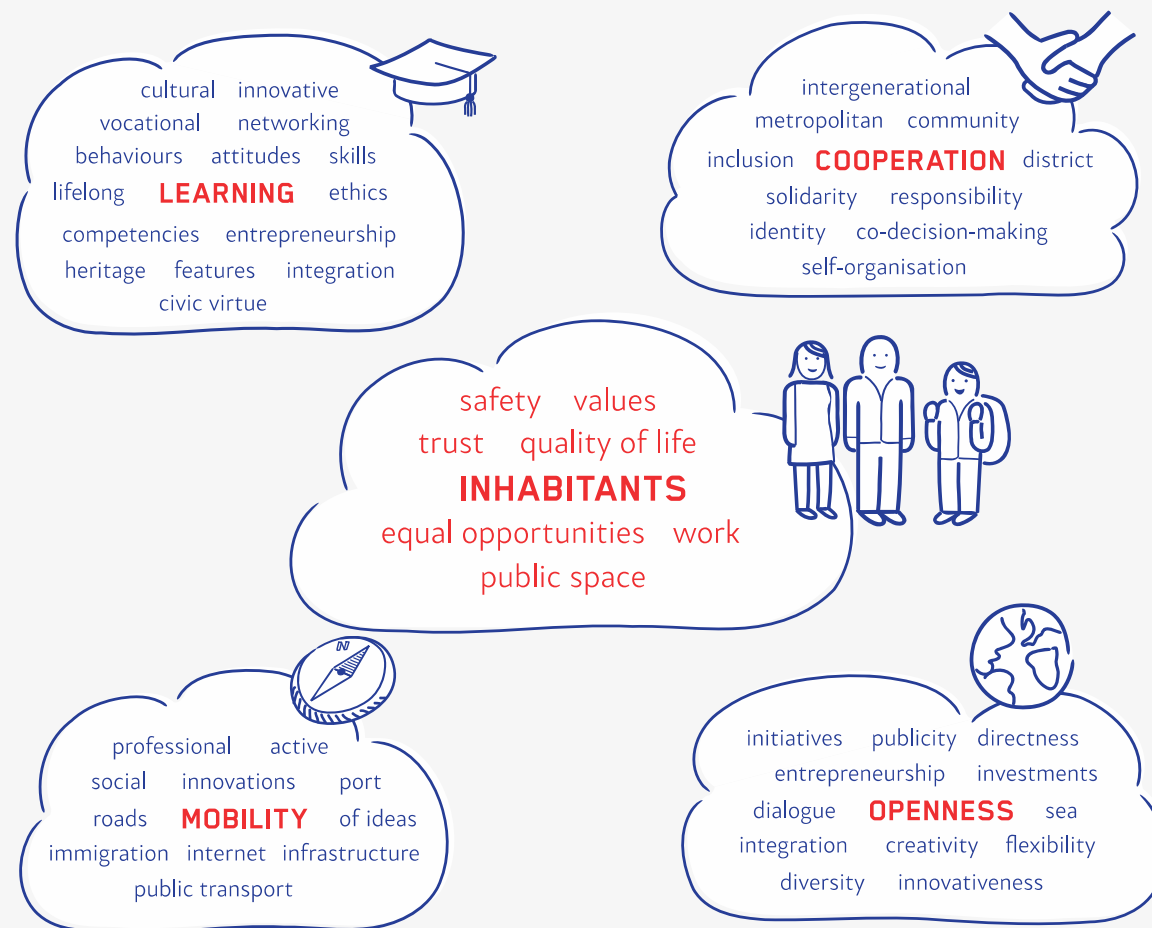 cultural innovative
vocational networking
behaviours attitudes skills
lifelong LEARNING ethics
competencies entrepreneurship
heritage features integration
civic virtue
intergenerational
metropolitan community
inclusion COOPERATION district
solidarity responsibility
identity co-decision-making
self-organisation
safety values
trust quality of life
INHABITANTS
equal opportunities work
public space
N
professional active
social innovations port
roads MOBILITY of ideas
immigration internet infrastructure
public transport
initiatives publicity directness
entrepreneurship investments
dialogue OPENNESS sea
integration creativity flexibility
diversity innovativeness